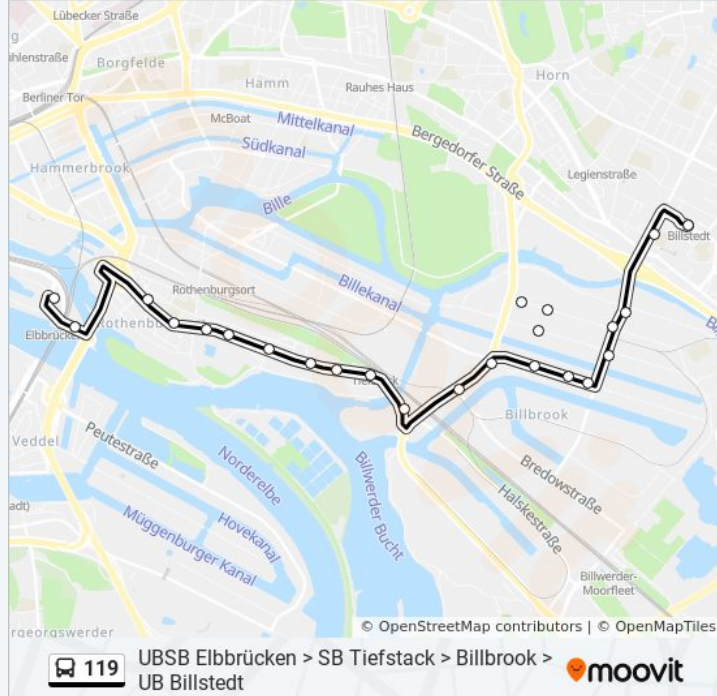 Lübecker Straße
hlenstraße
Borgfelde
Berliner Tor
Hamm
Rauhes Haus
Horn
McBoat
Mittelkanal
Südkanal
Bergedorfer Straße
Hammerbrook
Legienstraße
Bille
Billstedt
Rothenburgsort
Billekanal
Elbbrücken
Billbrook
Veddel
Peutestraße
Norderelbe
Bredowstraße
Billwerder Bucht
Halskestraße
adt)
Hovekanal
Müggenburger Kanal
Billwerder-
Moorfleet
rgeorgswerder
© OpenStreetMap contributors | © OpenMapTiles
119
UBSB Elbbrücken > SB Tiefstack > Billbrook >
UB Billstedt
moovit